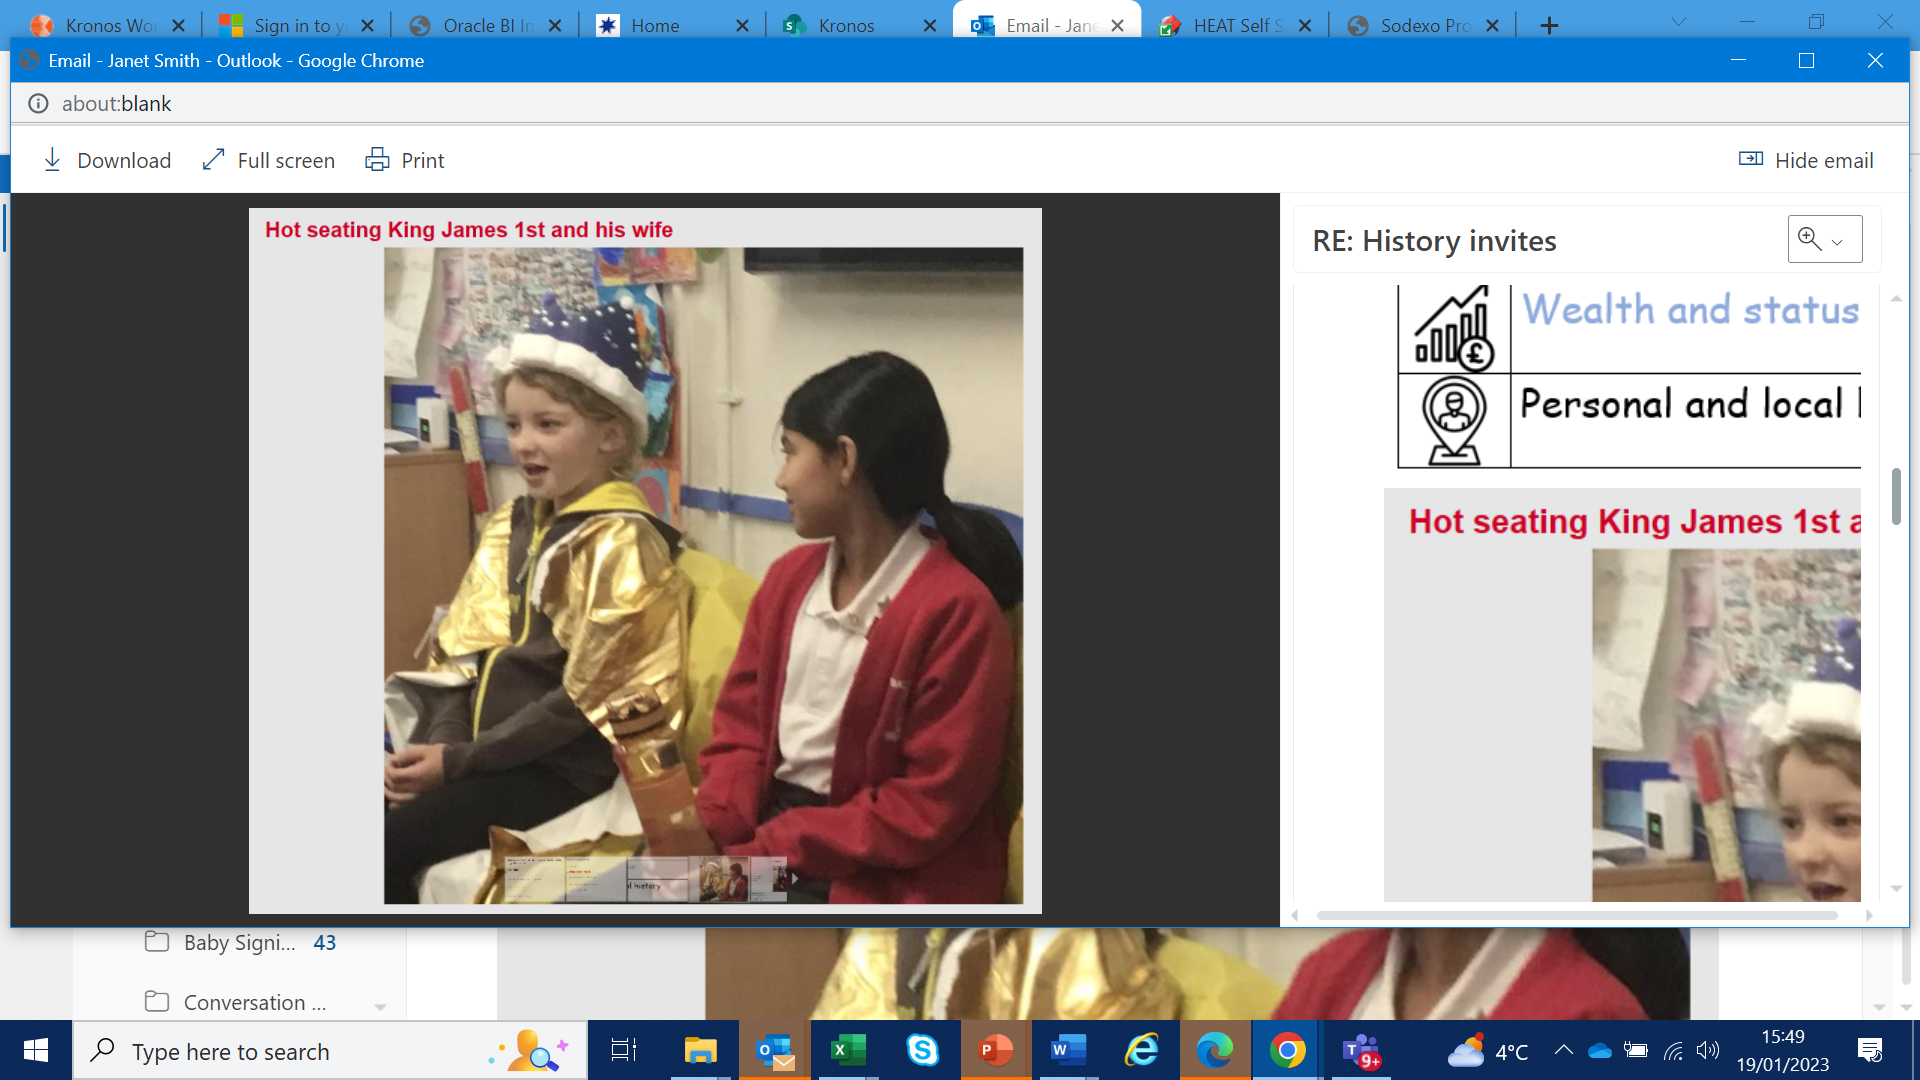 Kronos Wor
Sign in to y
Oracle BI In
Home
Kronos
Email - Jane
HEAT Self S
Sodexo Pro
Email - Janet Smith - Outlook - Google Chrome
about:blank
Download
Full screen
Print
Hide email
Hot seating King James 1st and his wife
RE: History invites
Wealth and status
Personal and local
Hot seating King James 1st a
al history
Baby Signi... 43
Conversation ...
Type here to search
9+
4°C
15:49
19/01/2023